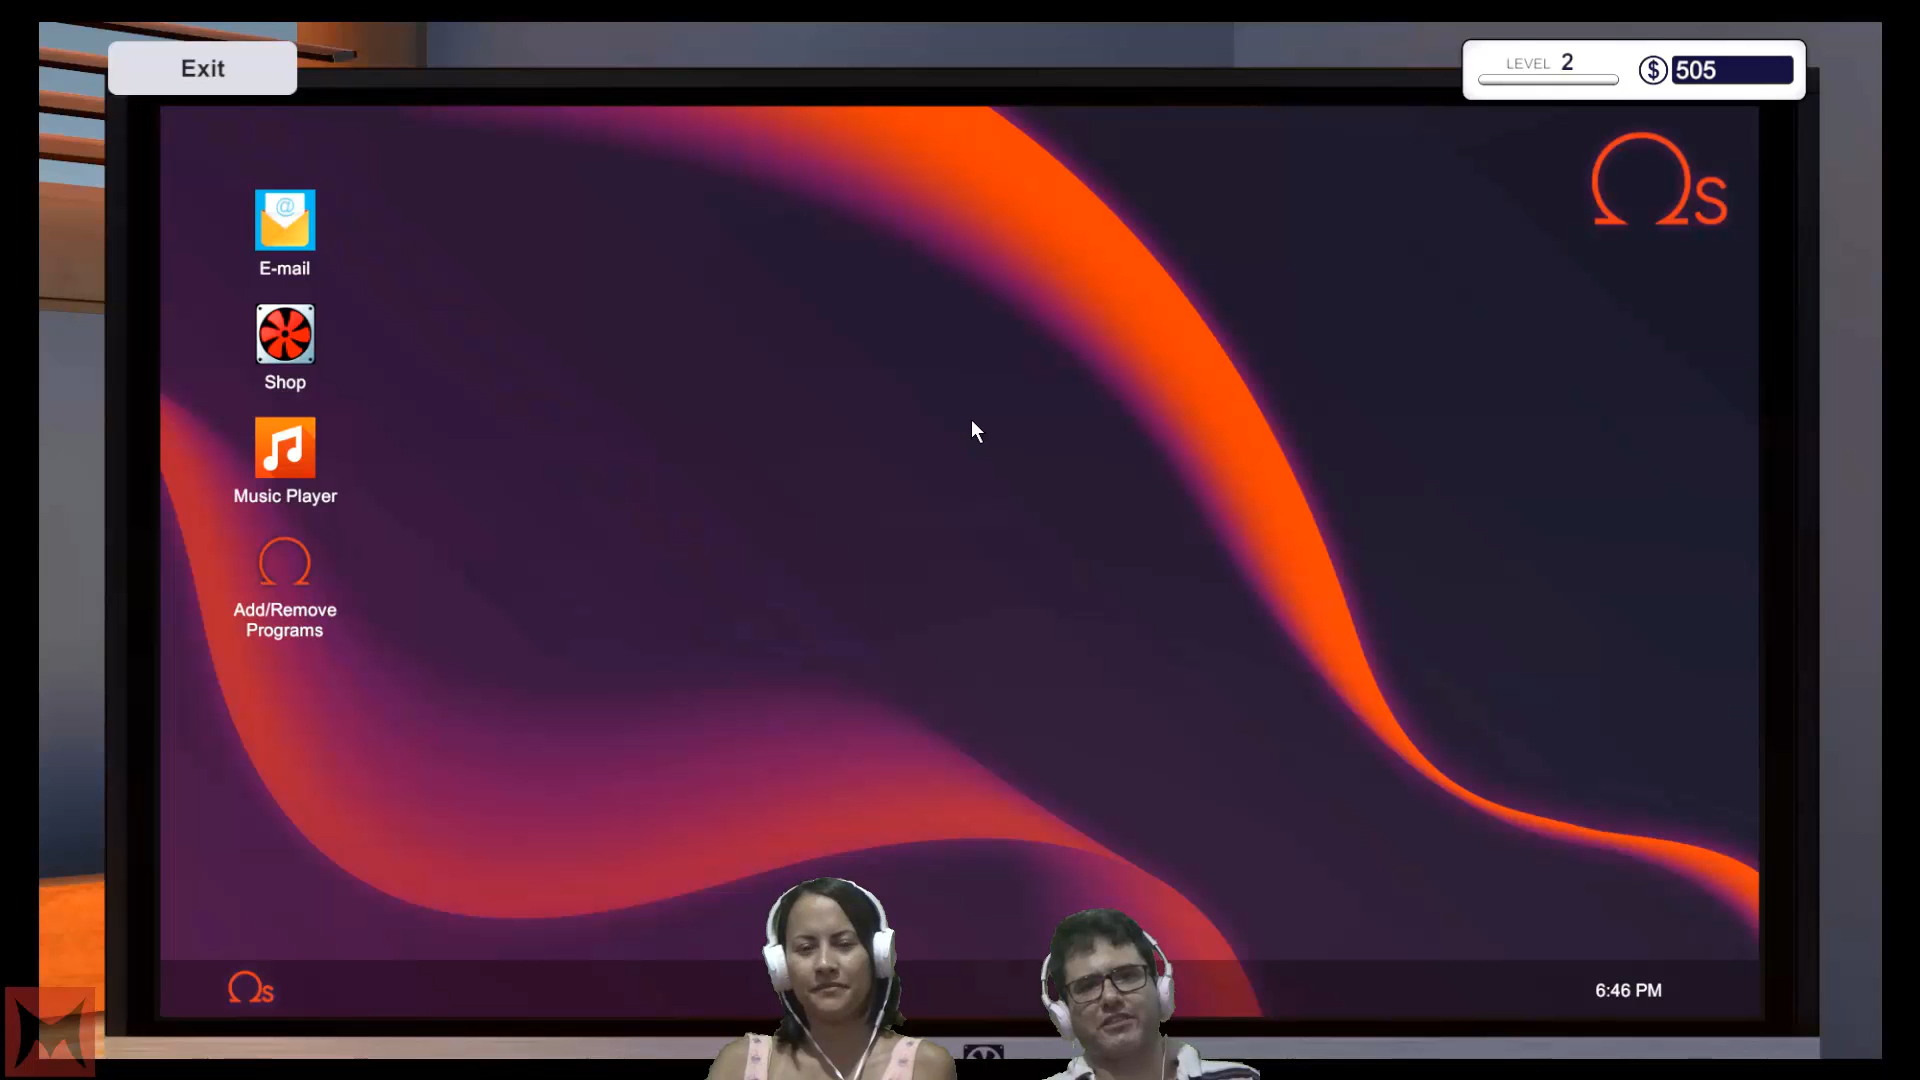 Exit
LEVEL 2
$ 505
Ωs
E-mail
Shop
Music Player
Add/Remove
Programs
Ωs
6:46 PM